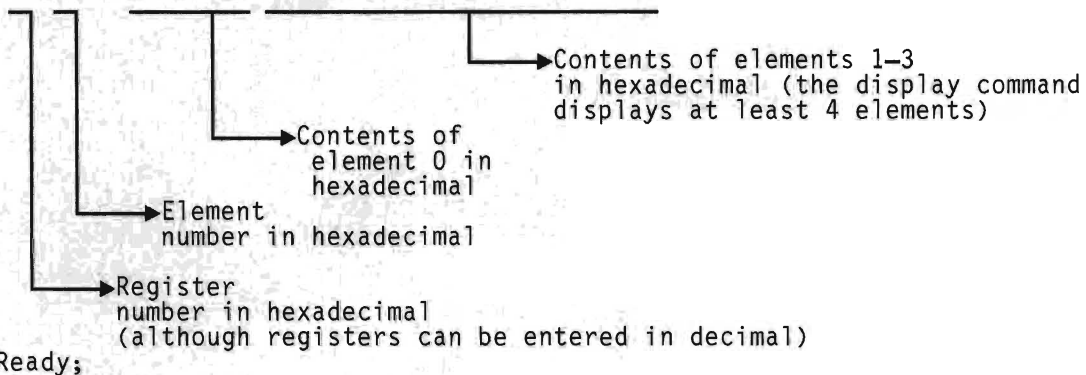 Contents of elements 1–3
in hexadecimal (the display command
displays at least 4 elements)
Contents of
element 0 in
hexadecimal
Element
number in hexadecimal
Register
number in hexadecimal
(although registers can be entered in decimal)
Ready;